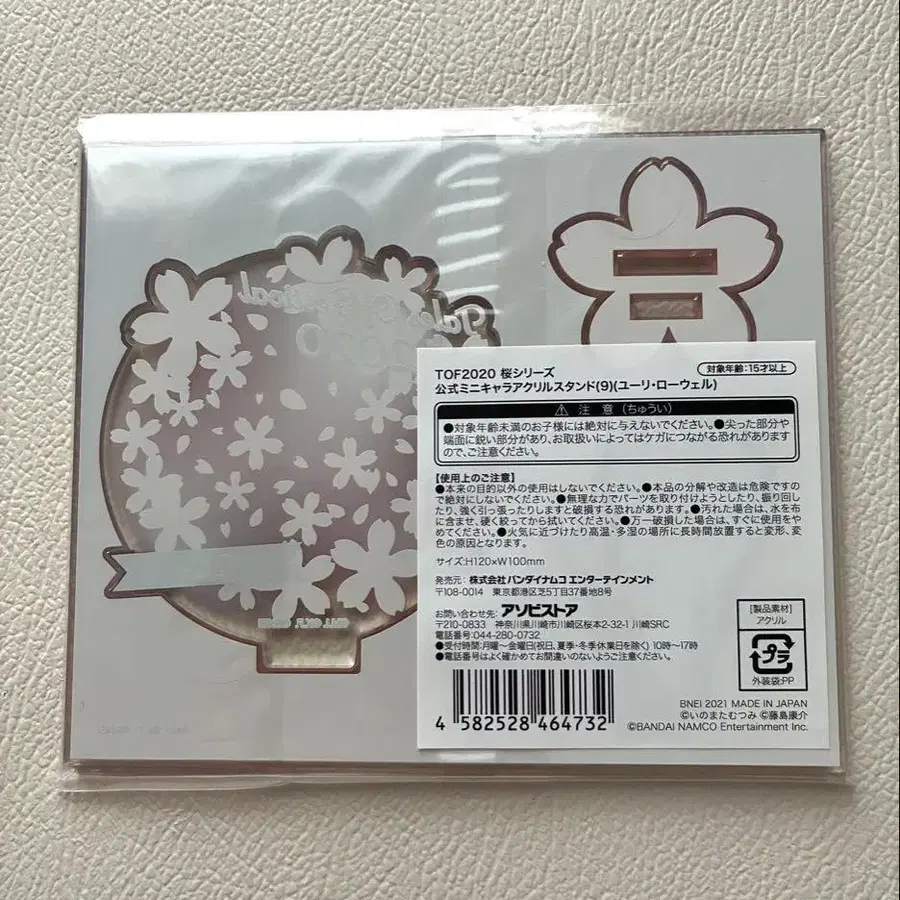 Tales of Festival
2020
TOF2020 桜シリーズ
対象年齢:15才以上
公式ミニキャラアクリルスタンド(9)(ユーリ・ローウェル)
⚠ 注 意 (ちゅうい)
●対象年齢未満のお子様には絶対に与えないでください。●尖った部分や
端面に鋭い部分があり、お取扱いによってはケガにつながる恐れがあります
ので、ご注意ください。
【使用上のご注意】
●本来の目的以外の使用はしないでください。●本品の分解や改造は危険ですので
絶対にしないでください。●無理な力でパーツを取り付けようとしたり、振り回し
たり、強く引っ張ったりしますと破損する恐れがあります。●汚れた場合は、水を布
に含ませ、硬く絞ってから拭いてください。●万一破損した場合は、すぐに使用をや
めてください。●火気に近づけたり高温・多湿の場所に長時間放置すると変形、変
色の原因となります。
サイズ:H120×W100mm
発売元: 株式会社 バンダイナムコ エンターテインメント
〒108-0014 東京都港区芝5丁目37番地8号
お問い合わせ先: アソビストア
〒210-0833 神奈川県川崎市川崎区桜本2-32-1 川崎SRC
電話番号:044-280-0732
●受付時間:月曜〜金曜日(祝日、夏季・冬季休業日を除く) 10時〜17時
●電話番号はよく確かめてお間違いのないようご注意ください。
[製品素材]
アクリル
プラ
外装袋:PP
4 582528 464732
BNEI 2021 MADE IN JAPAN
©いのまたむつみ ©藤島康介
©BANDAI NAMCO Entertainment Inc.